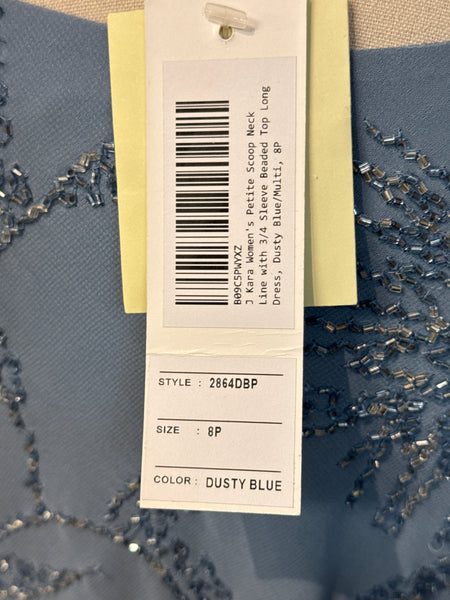 B09C5PWYXZ
J Kara Women's Petite Scoop Neck
Line with 3/4 Sleeve Beaded Top Long
Dress, Dusty Blue/Multi, 8P
STYLE : 2864DBP
SIZE : 8P
COLOR : DUSTY BLUE